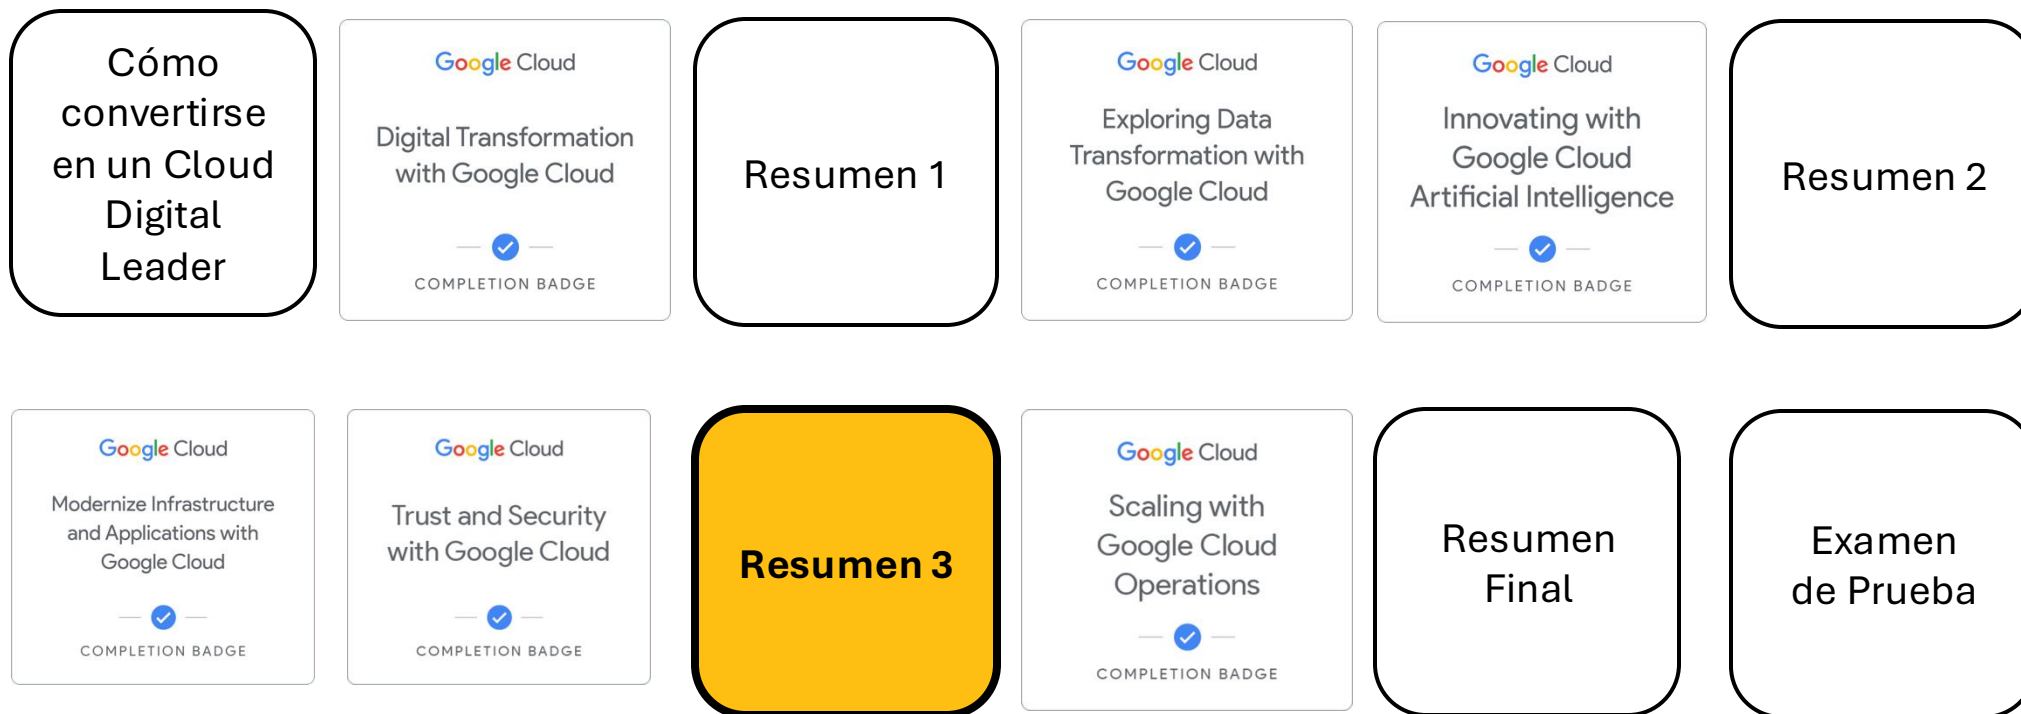 Cómo
convertirse
en un Cloud
Digital
Leader
Google Cloud
Digital Transformation
with Google Cloud
COMPLETION BADGE
Resumen 1
Google Cloud
Exploring Data
Transformation with
Google Cloud
COMPLETION BADGE
Google Cloud
Innovating with
Google Cloud
Artificial Intelligence
COMPLETION BADGE
Resumen 2
Google Cloud
Modernize Infrastructure
and Applications with
Google Cloud
COMPLETION BADGE
Google Cloud
Trust and Security
with Google Cloud
COMPLETION BADGE
Resumen 3
Google Cloud
Scaling with
Google Cloud
Operations
COMPLETION BADGE
Resumen
Final
Examen
de Prueba